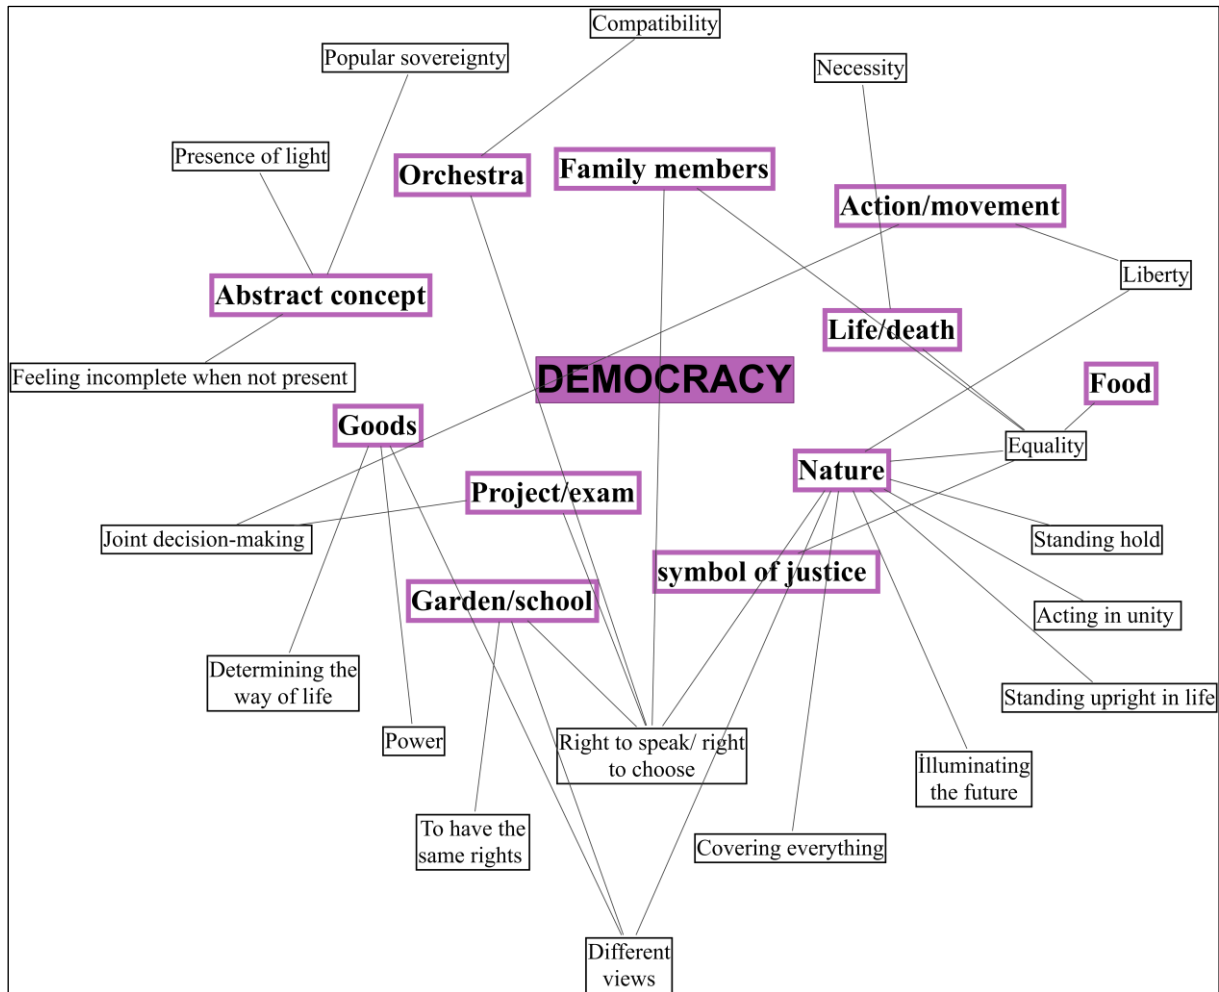 Compatibility
Popular sovereignty
Necessity
Presence of light
Orchestra
Family members
Action/movement
Liberty
Abstract concept
Life/death
Feeling incomplete when not present
DEMOCRACY
Food
Goods
Equality
Nature
Project/exam
Joint decision-making
Standing hold
symbol of justice
Garden/school
Acting in unity
Determining the
way of life
Standing upright in life
Power
Right to speak/ right
to choose
İlluminating
the future
To have the
same rights
Covering everything
Different
views